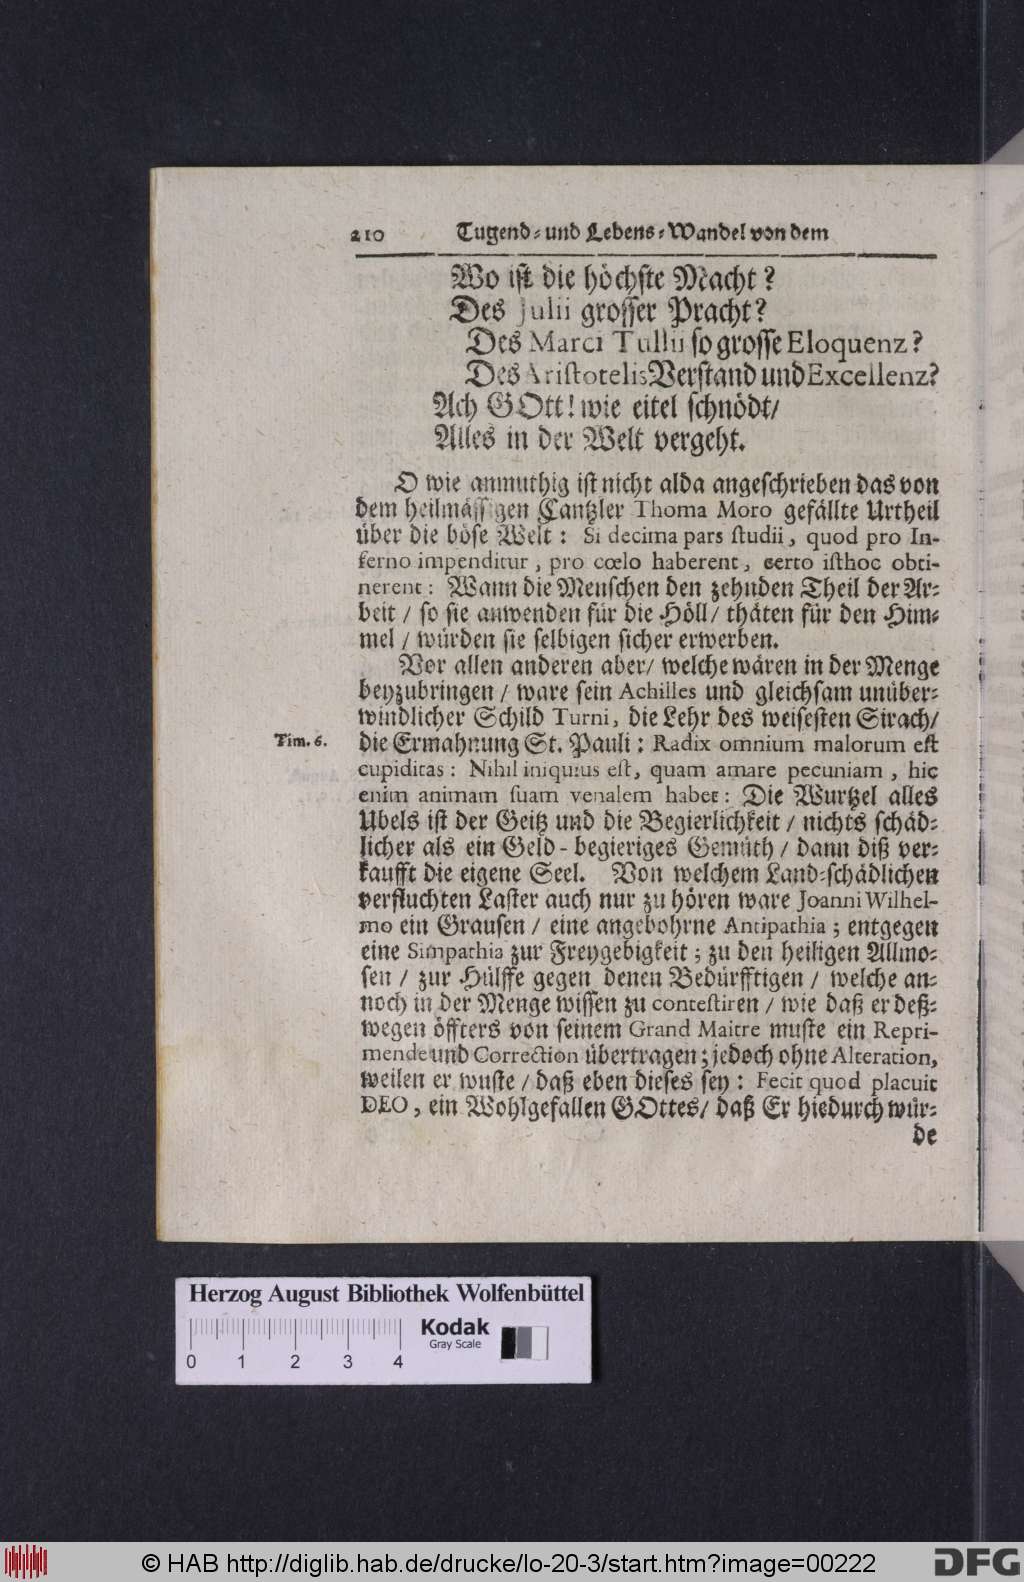 210 Tugend- und Lebens-Wandel von dem
Wo ist die höchste Macht?
Des Julii grosser Pracht?
Des Marci Tullii so grosse Eloquenz?
Des Aristotelis Verstand und Excellenz?
Ach GOtt! wie eitel schnödt/
Alles in der Welt vergeht.
O wie anmuthig ist nicht alda angeschrieben das von
dem heilmässigen Cantzler Thoma Moro gefällte Urtheil
über die böse Welt: Si decima pars studii, quod pro In-
ferno impenditur, pro cœlo haberent, certo isthoc obti-
nerent: Wann die Menschen den zehnden Theil der Ar-
beit / so sie anwenden für die Höll / thäten für den Him-
mel / würden sie selbigen sicher erwerben.
Vor allen anderen aber/ welche wären in der Menge
beyzubringen / ware sein Achilles und gleichsam unüber-
windlicher Schild Turni, die Lehr des weisesten Sirach/
Tim. 6.
die Ermahnung St. Pauli: Radix omnium malorum est
cupiditas: Nihil iniquius est, quam amare pecuniam, hic
enim animam suam venalem habet: Die Wurtzel alles
Ubels ist der Geitz und die Begierlichkeit / nichts schäd-
licher als ein Geld-begieriges Gemüth / dann diß ver-
kaufft die eigene Seel. Von welchem Land-schädlichen
verfluchten Laster auch nur zu hören ware Joanni Wilhel-
mo ein Grausen / eine angebohrne Antipathia; entgegen
eine Simpathia zur Freygebigkeit; zu den heiligen Allmo-
sen / zur Hülffe gegen denen Bedürfftigen / welche an-
noch in der Menge wissen zu contestiren / wie daß er deß-
wegen öffters von seinem Grand Maitre muste ein Repri-
mende und Correction übertragen; jedoch ohne Alteration,
weilen er wuste / daß eben dieses sey: Fecit quod placuit
DEO, ein Wohlgefallen GOttes/ daß Er hiedurch wür-
de
Herzog August Bibliothek Wolfenbüttel
Kodak
Gray Scale
0 1 2 3 4
© HAB http://diglib.hab.de/drucke/lo-20-3/start.htm?image=00222
DFG